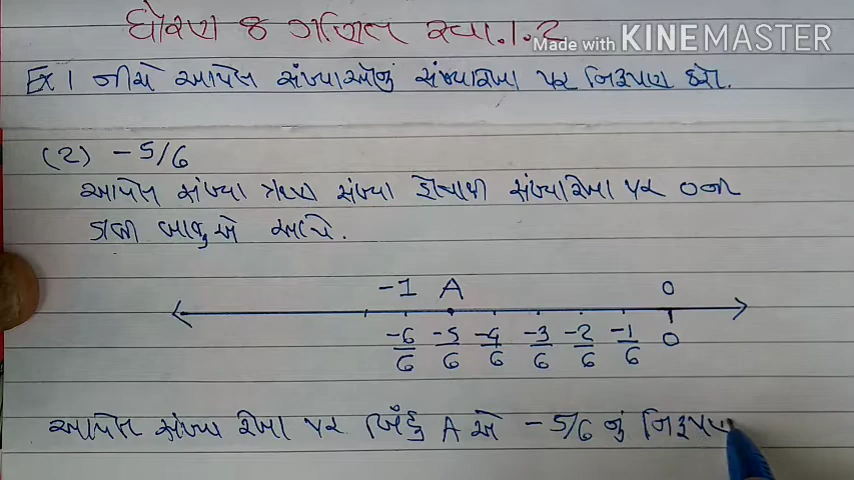 ધોરણ ૪ ગણિત સ્વા.1.2
Made with KINEMASTER
Ex 1 નીચે આપેલ સંખ્યાઓનું સંખ્યારેખા પર નિરૂપણ કરો.
(2) -5/6
આપેલ સંખ્યા ઋણ સંખ્યા હોવાથી સંખ્યારેખા પર 0ની
ડાબી બાજુએ આવે.
-1 A 0
-6/6 -5/6 -4/6 -3/6 -2/6 -1/6 0
આપેલ સંખ્યા રેખા પર બિંદુ A એ -5/6 નું નિરૂપણ